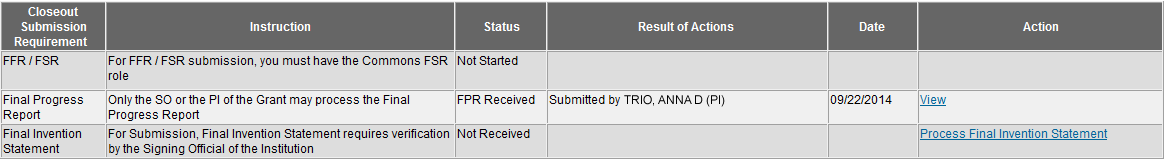 Closeout Submission Requirement Instruction Status Result of Actions Date Action
FFR / FSR For FFR / FSR submission, you must have the Commons FSR role Not Started
Final Progress Report Only the SO or the PI of the Grant may process the Final Progress Report FPR Received Submitted by TRIO, ANNA D (PI) 09/22/2014 View
Final Invention Statement For Submission, Final Invention Statement requires verification by the Signing Official of the Institution Not Received Process Final Invention Statement